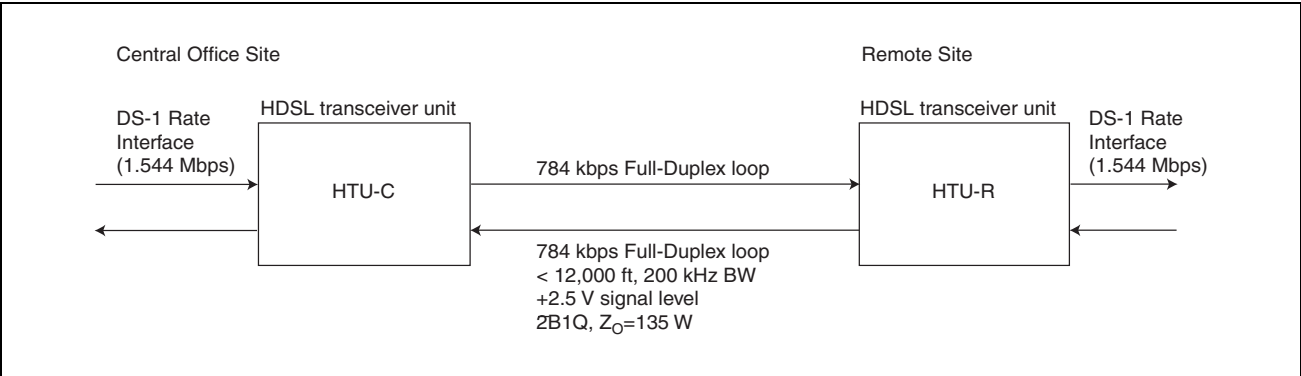 Central Office Site
Remote Site
DS-1 Rate
Interface
(1.544 Mbps)
HDSL transceiver unit
HTU-C
784 kbps Full-Duplex loop
784 kbps Full-Duplex loop
< 12,000 ft, 200 kHz BW
+2.5 V signal level
2B1Q, ZO=135 W
HDSL transceiver unit
HTU-R
DS-1 Rate
Interface
(1.544 Mbps)